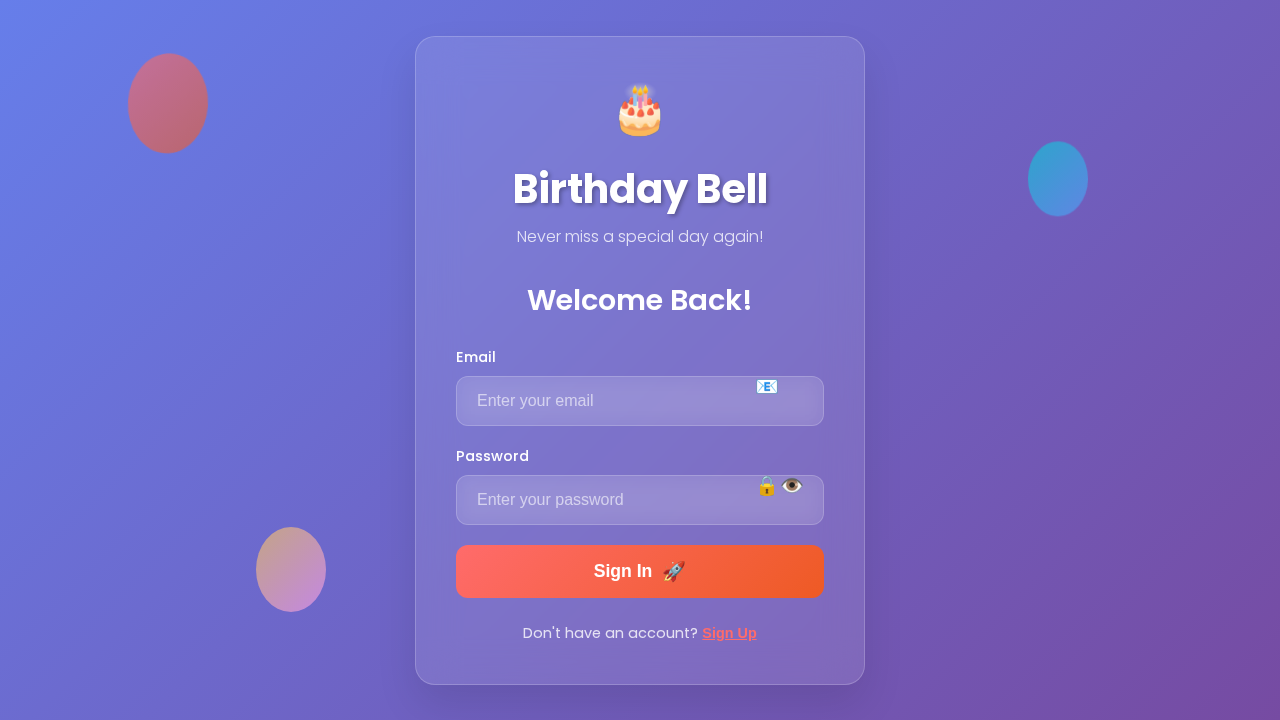 Birthday Bell
Never miss a special day again!
Welcome Back!
Email
Enter your email
Password
Enter your password
Sign In 🚀
Don't have an account? Sign Up